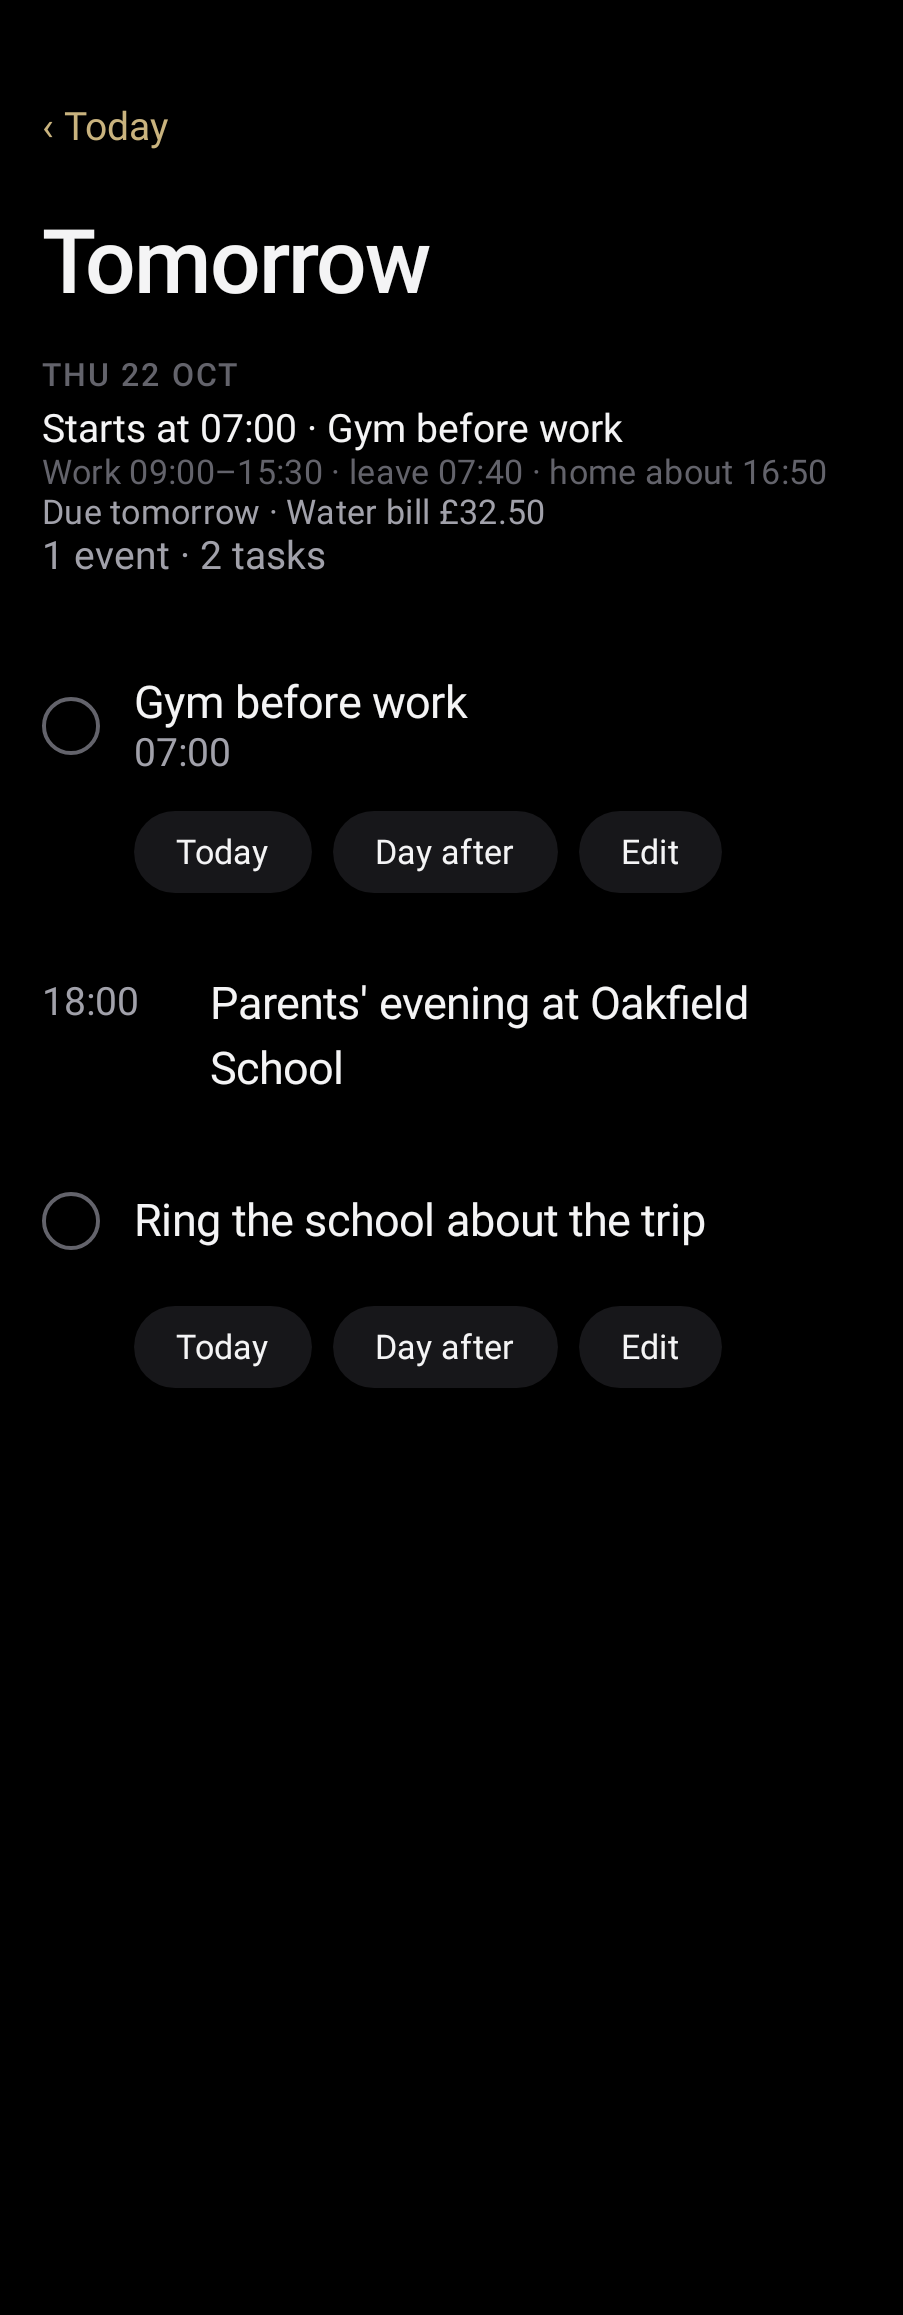 ‹ Today
Tomorrow
THU 22 OCT
Starts at 07:00 · Gym before work
Work 09:00–15:30 · leave 07:40 · home about 16:50
Due tomorrow · Water bill £32.50
1 event · 2 tasks
Gym before work
07:00
Today Day after Edit
18:00 Parents' evening at Oakfield
School
Ring the school about the trip
Today Day after Edit